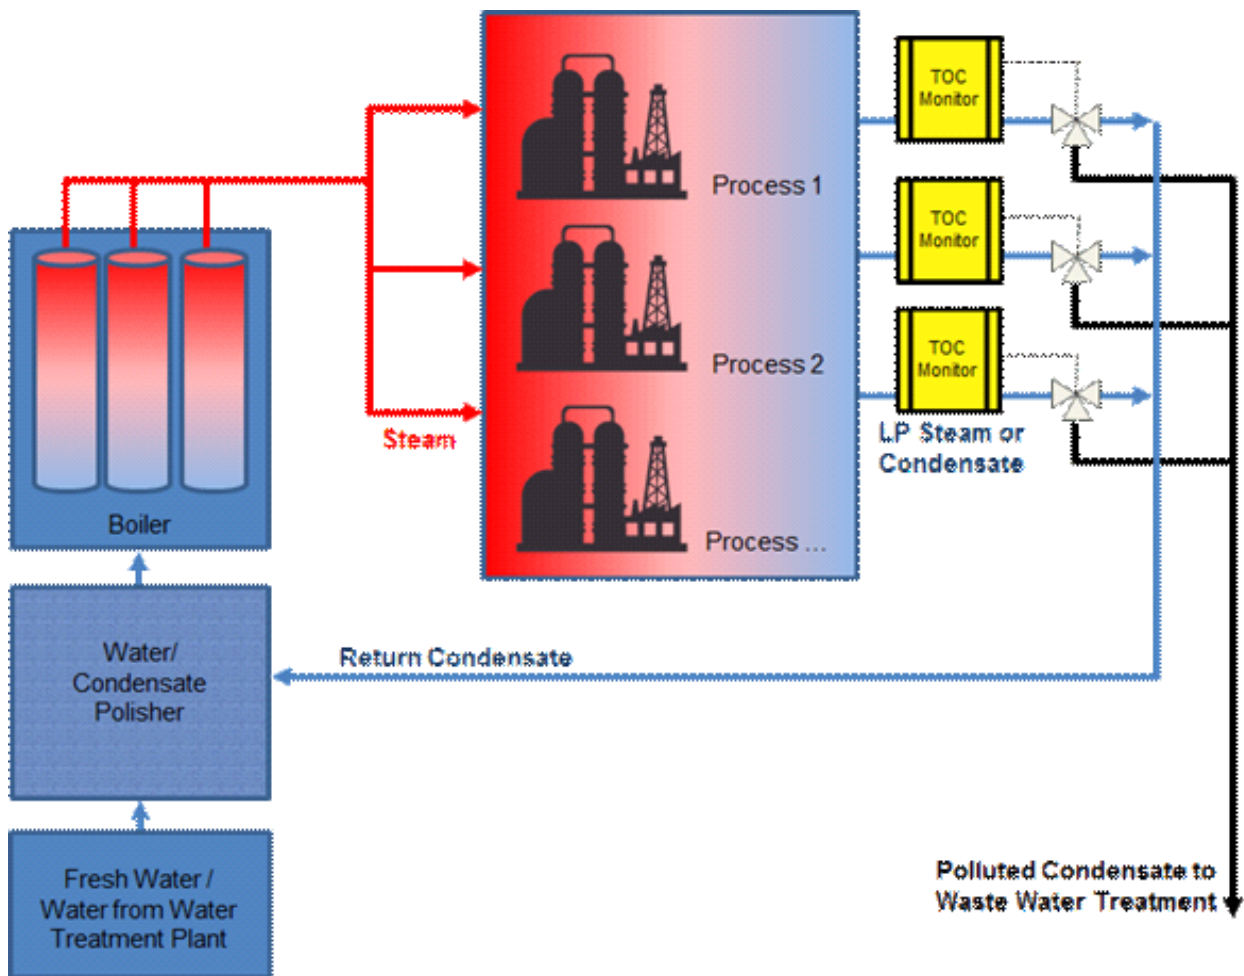 TOC
Monitor
Process 1
TOC
Monitor
Process 2
TOC
Monitor
Steam
LP Steam or
Condensate
Boiler
Process ...
Water/
Condensate
Polisher
Return Condensate
Fresh Water /
Water from Water
Treatment Plant
Polluted Condensate to
Waste Water Treatment